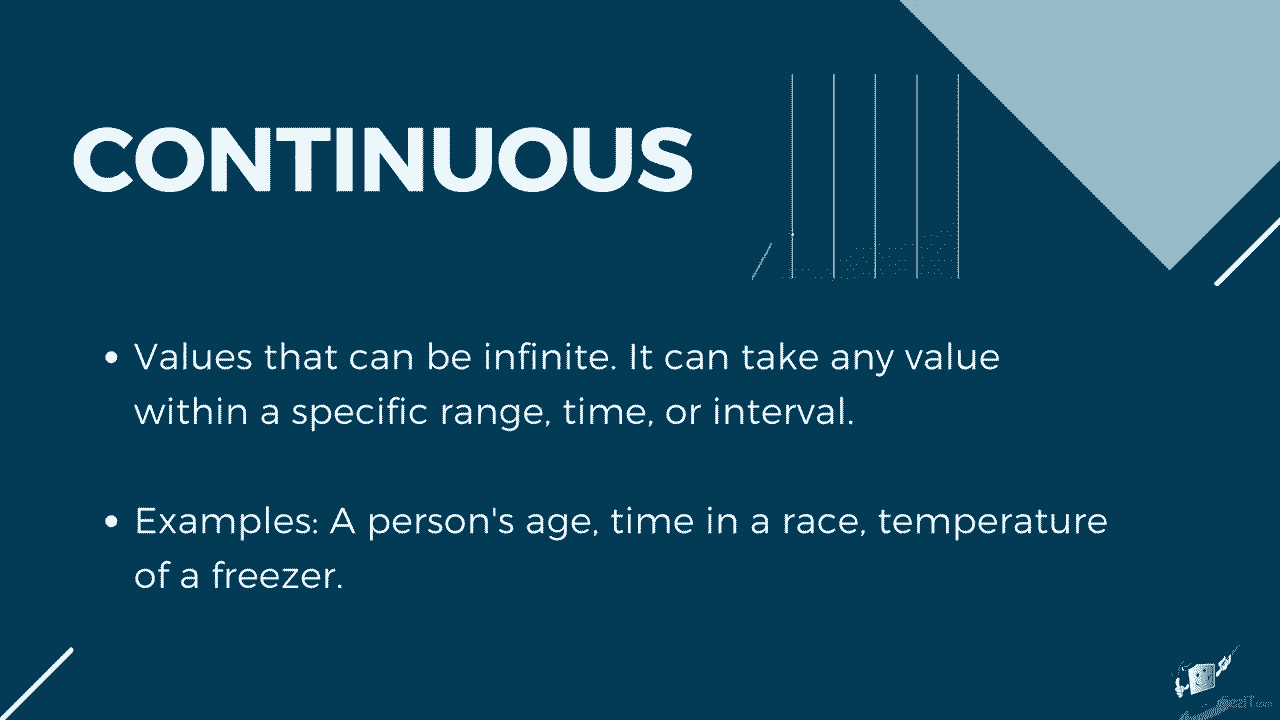 CONTINUOUS
• Values that can be infinite. It can take any value
within a specific range, time, or interval.
• Examples: A person's age, time in a race, temperature
of a freezer.